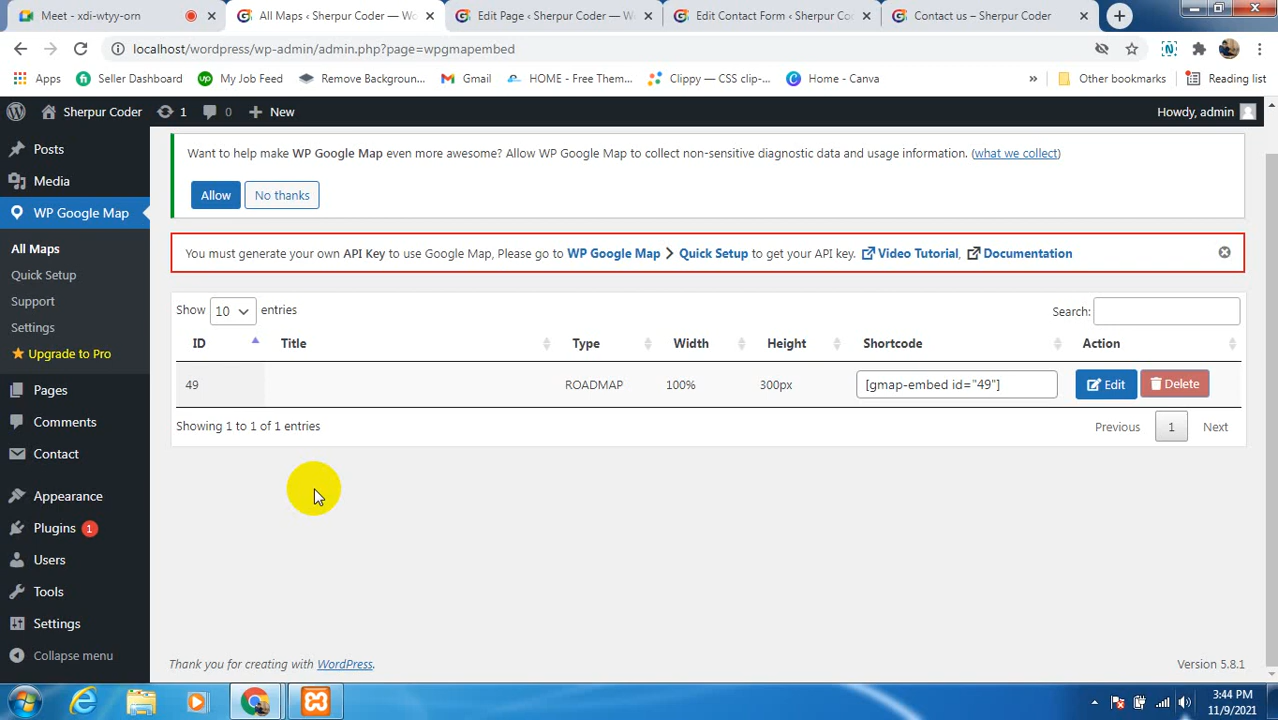 Meet - xdi-wtyy-orn
All Maps ‹ Sherpur Coder — Wo
Edit Page ‹ Sherpur Coder — W
Edit Contact Form ‹ Sherpur Co
Contact us – Sherpur Coder
localhost/wordpress/wp-admin/admin.php?page=wpgmapembed
Apps
Seller Dashboard
My Job Feed
Remove Backgroun...
Gmail
HOME - Free Them...
Clippy — CSS clip-...
Home - Canva
»
Other bookmarks
Reading list
Sherpur Coder
1
0
New
Howdy, admin
Posts
Media
WP Google Map
All Maps
Quick Setup
Support
Settings
Upgrade to Pro
Pages
Comments
Contact
Appearance
Plugins 1
Users
Tools
Settings
Collapse menu
Want to help make WP Google Map even more awesome? Allow WP Google Map to collect non-sensitive diagnostic data and usage information. (what we collect)
Allow
No thanks
You must generate your own API Key to use Google Map, Please go to WP Google Map > Quick Setup to get your API key. Video Tutorial, Documentation
Show 10 entries
Search:
ID Title Type Width Height Shortcode Action
49 ROADMAP 100% 300px [gmap-embed id="49"] Edit Delete
Showing 1 to 1 of 1 entries
Previous 1 Next
Thank you for creating with WordPress.
Version 5.8.1
3:44 PM
11/9/2021